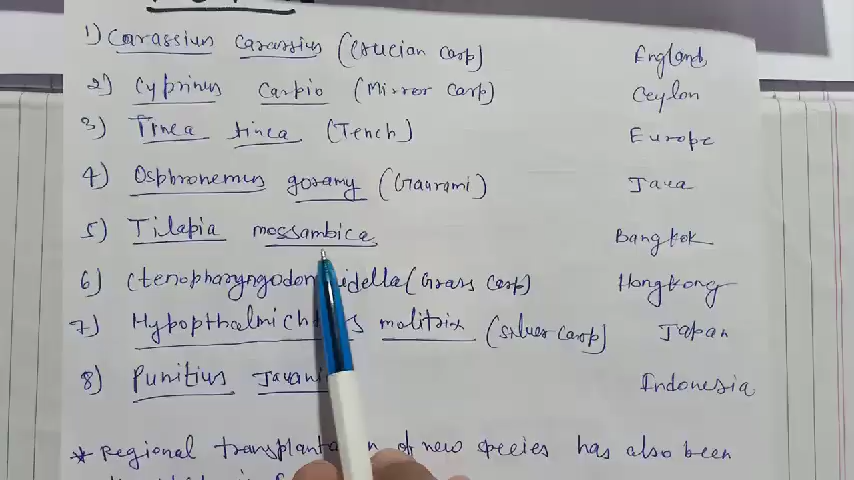 1) Carassius carassius (Crucian carp) England
2) Cyprinus Carpio (Mirror carp) Ceylon
3) Tinca tinca (Tench) Europe
4) Osphronemus goramy (Gaurami) Java
5) Tilapia mossambica Bangkok
6) Ctenopharyngodon idella (Grass carp) Hongkong
7) Hypopthalmichthys molitrix (Silver carp) Japan
8) Punitius Javani Indonesia
* Regional transplantation of new species has also been